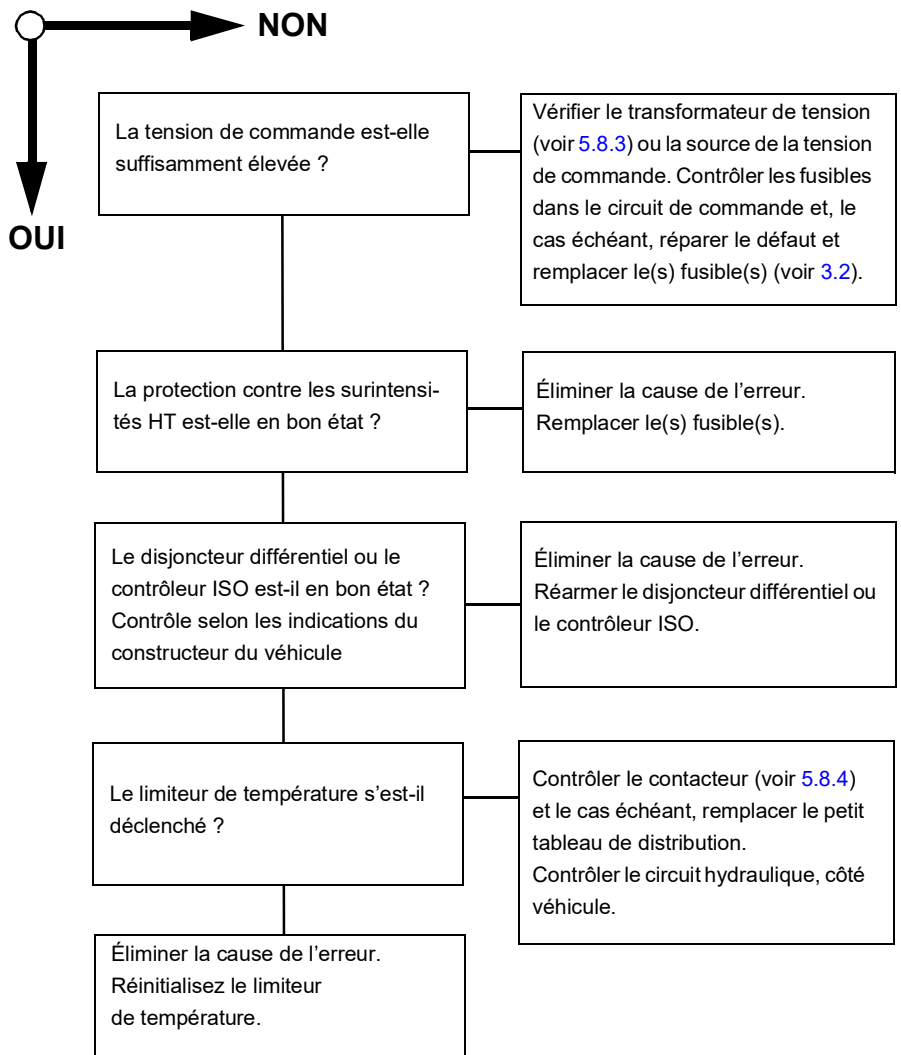 NON
OUI
La tension de commande est-elle
suffisamment élevée ?
Vérifier le transformateur de tension
(voir 5.8.3) ou la source de la tension
de commande. Contrôler les fusibles
dans le circuit de commande et, le
cas échéant, réparer le défaut et
remplacer le(s) fusible(s) (voir 3.2).
La protection contre les surintensi-
tés HT est-elle en bon état ?
Éliminer la cause de l’erreur.
Remplacer le(s) fusible(s).
Le disjoncteur différentiel ou le
contrôleur ISO est-il en bon état ?
Contrôle selon les indications du
constructeur du véhicule
Éliminer la cause de l’erreur.
Réarmer le disjoncteur différentiel ou
le contrôleur ISO.
Le limiteur de température s’est-il
déclenché ?
Contrôler le contacteur (voir 5.8.4)
et le cas échéant, remplacer le petit
tableau de distribution.
Contrôler le circuit hydraulique, côté
véhicule.
Éliminer la cause de l’erreur.
Réinitialisez le limiteur
de température.